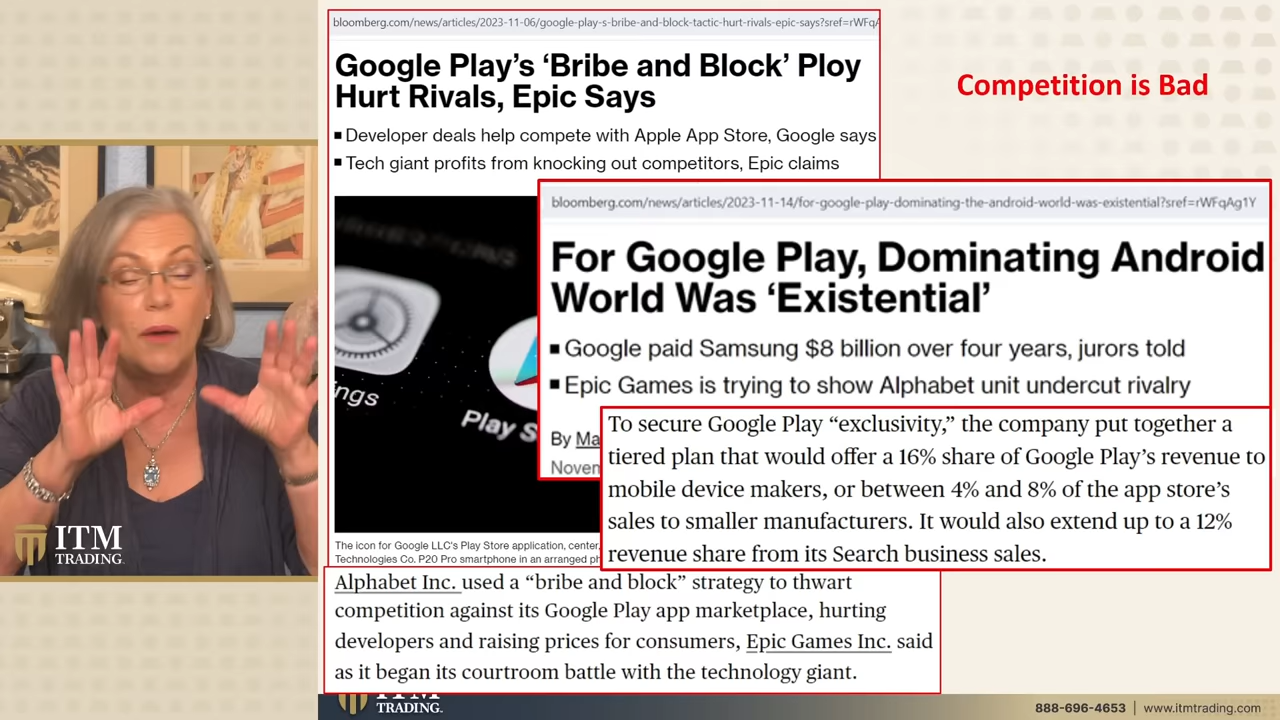 bloomberg.com/news/articles/2023-11-06/google-play-s-bribe-and-block-tactic-hurt-rivals-epic-says?sref=rWFqA
Google Play's 'Bribe and Block' Ploy
Hurt Rivals, Epic Says
Developer deals help compete with Apple App Store, Google says
Tech giant profits from knocking out competitors, Epic claims
Competition is Bad
bloomberg.com/news/articles/2023-11-14/for-google-play-dominating-the-android-world-was-existential?sref=rWFqAg1Y
For Google Play, Dominating Android
World Was 'Existential'
Google paid Samsung $8 billion over four years, jurors told
Epic Games is trying to show Alphabet unit undercut rivalry
By Ma
Novem
ngs
Play S
To secure Google Play “exclusivity,” the company put together a
tiered plan that would offer a 16% share of Google Play’s revenue to
mobile device makers, or between 4% and 8% of the app store’s
sales to smaller manufacturers. It would also extend up to a 12%
revenue share from its Search business sales.
The icon for Google LLC's Play Store application, center,
Technologies Co. P20 Pro smartphone in an arranged ph
Alphabet Inc. used a “bribe and block” strategy to thwart
competition against its Google Play app marketplace, hurting
developers and raising prices for consumers, Epic Games Inc. said
as it began its courtroom battle with the technology giant.
ITM
TRADING
ITM
TRADING
888-696-4653 | www.itmtrading.com